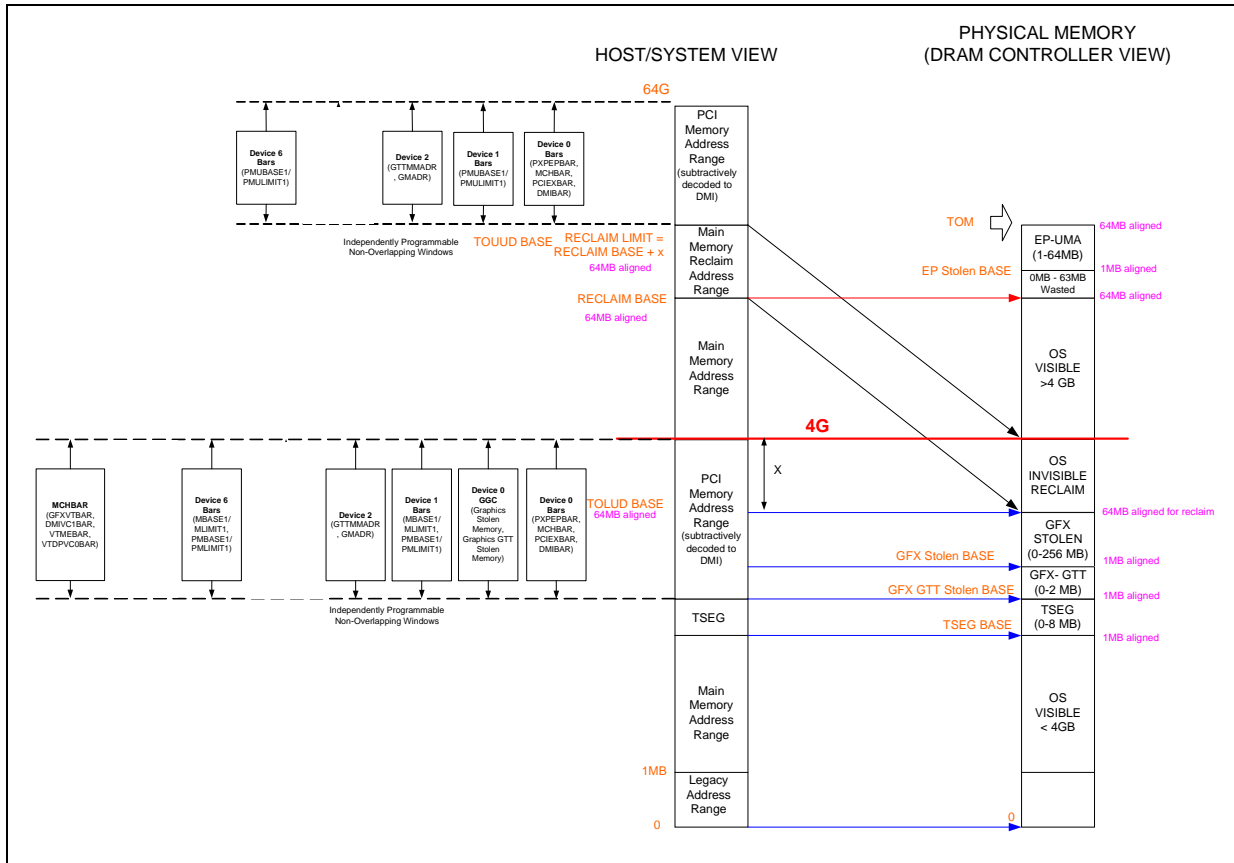 HOST/SYSTEM VIEW
PHYSICAL MEMORY
(DRAM CONTROLLER VIEW)
64G
Device 6
Bars
(PMUBASE1/
PMULIMIT1)
Device 2
(GTTMMADR
, GMADR)
Device 1
Bars
(PMUBASE1/
PMULIMIT1)
Device 0
Bars
(PXPEPBAR,
MCHBAR,
PCIEXBAR,
DMIBAR)
PCI
Memory
Address
Range
(subtractively
decoded to
DMI)
Independently Programmable
Non-Overlapping Windows
TOUUD BASE
RECLAIM LIMIT =
RECLAIM BASE + x
64MB aligned
Main
Memory
Reclaim
Address
Range
RECLAIM BASE
64MB aligned
TOM
64MB aligned
EP-UMA
(1-64MB)
EP Stolen BASE
1MB aligned
0MB - 63MB
Wasted
64MB aligned
Main
Memory
Address
Range
OS
VISIBLE
>4 GB
4G
MCHBAR
(GFXVTBAR,
DMIVC1BAR,
VTMEBAR,
VTDPVC0BAR)
Device 6
Bars
(MBASE1/
MLIMIT1,
PMBASE1/
PMLIMIT1)
Device 2
(GTTMMADR
, GMADR)
Device 1
Bars
(MBASE1/
MLIMIT1,
PMBASE1/
PMLIMIT1)
Device 0
GGC
(Graphics
Stolen
Memory,
Graphics GTT
Stolen
Memory)
Device 0
Bars
(PXPEPBAR,
MCHBAR,
PCIEXBAR,
DMIBAR)
TOLUD BASE
64MB aligned
PCI
Memory
Address
Range
(subtractively
decoded to
DMI)
X
OS
INVISIBLE
RECLAIM
64MB aligned for reclaim
GFX
STOLEN
(0-256 MB)
GFX Stolen BASE
1MB aligned
GFX- GTT
(0-2 MB)
GFX GTT Stolen BASE
1MB aligned
Independently Programmable
Non-Overlapping Windows
TSEG
TSEG
(0-8 MB)
TSEG BASE
1MB aligned
Main
Memory
Address
Range
OS
VISIBLE
< 4GB
1MB
Legacy
Address
Range
0
0